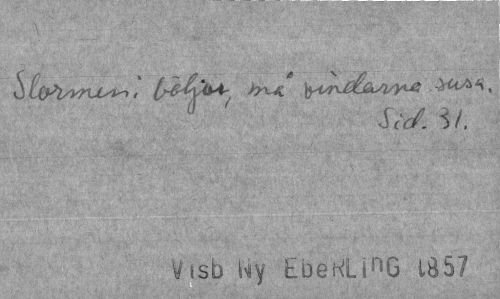 Stormen: böljor, må vindarna susa.
Sid. 31.
Visb Ny EbeRLinG 1857